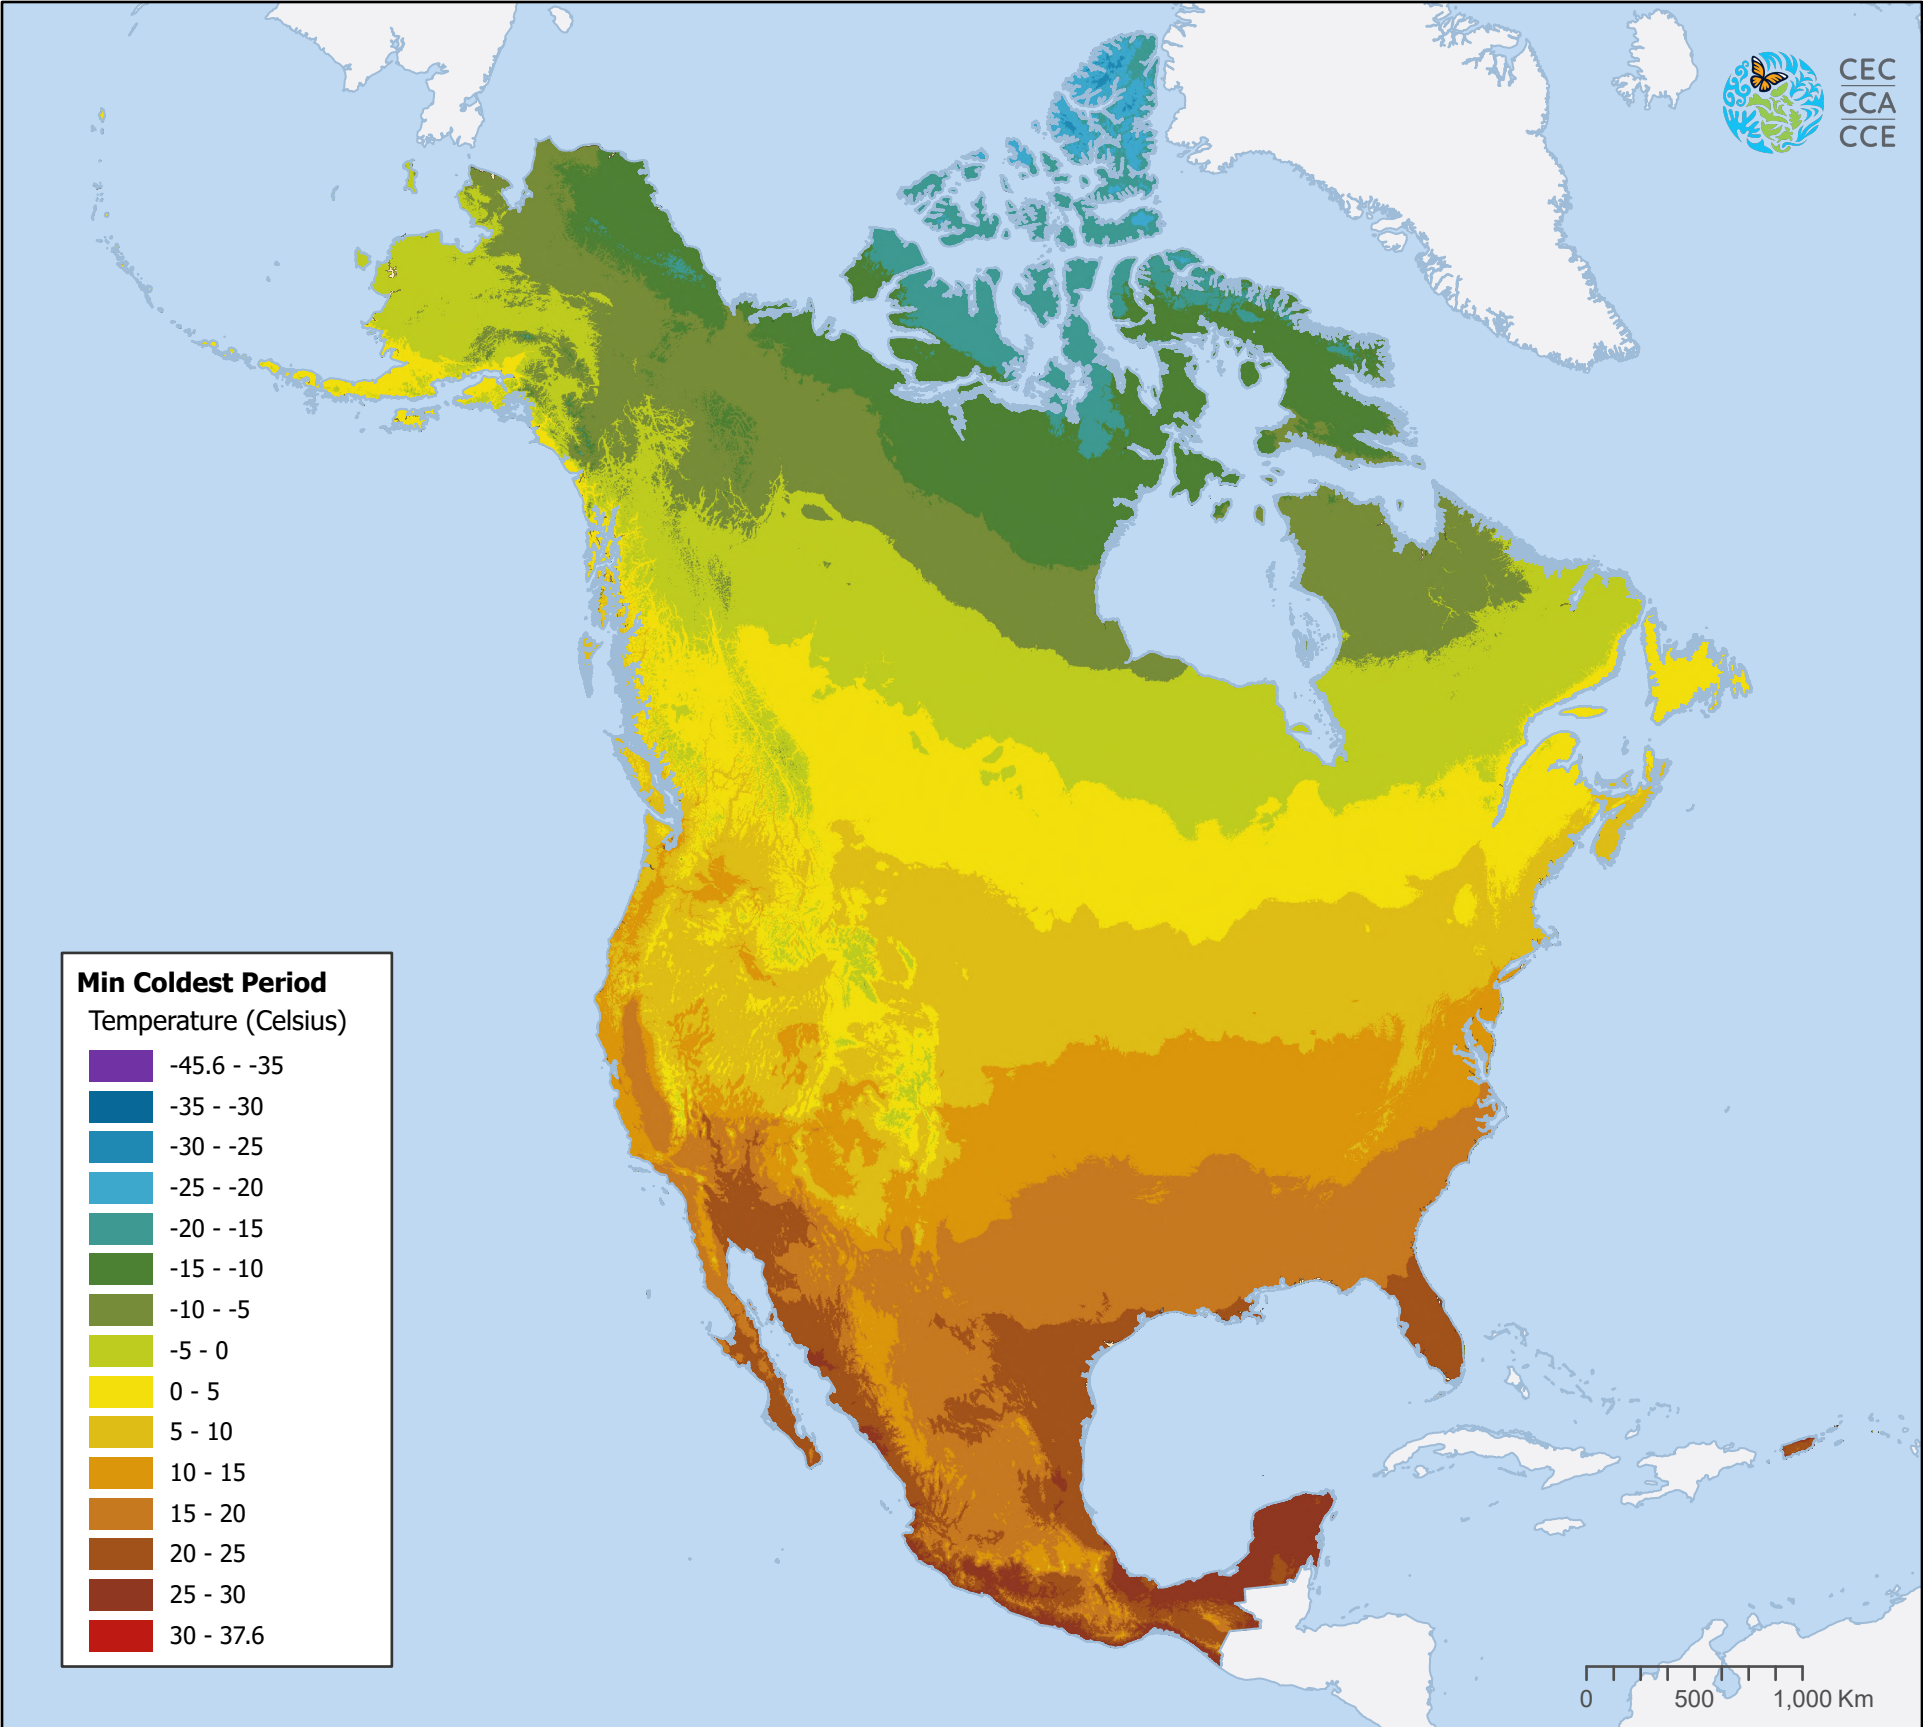 CEC
CCA
CCE
Min Coldest Period
Temperature (Celsius)
-45.6 - -35
-35 - -30
-30 - -25
-25 - -20
-20 - -15
-15 - -10
-10 - -5
-5 - 0
0 - 5
5 - 10
10 - 15
15 - 20
20 - 25
25 - 30
30 - 37.6
0 500 1,000 Km